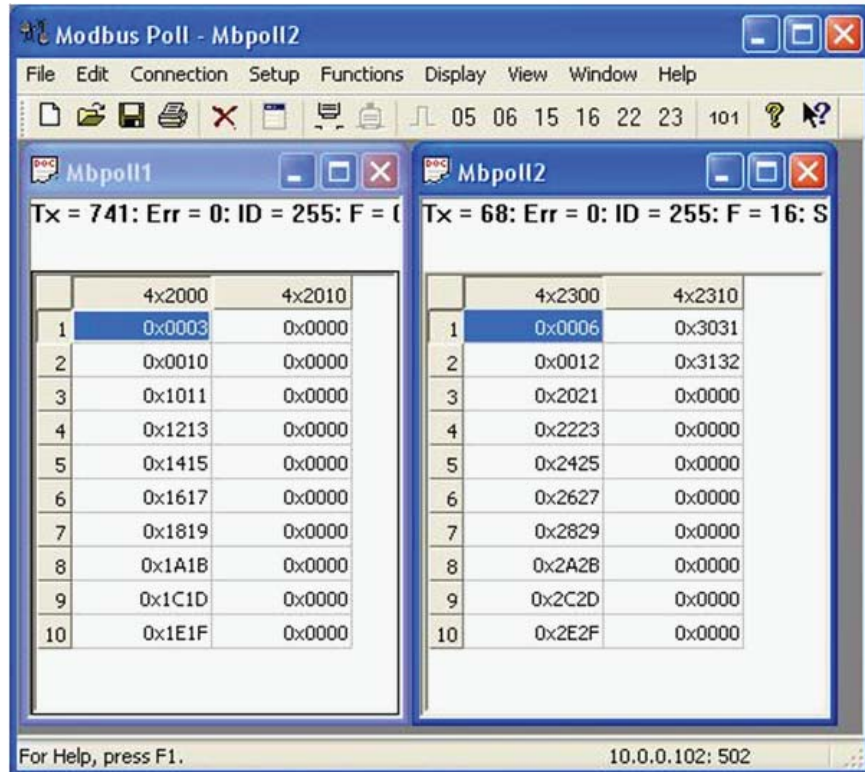 Modbus Poll - Mbpoll2
File Edit Connection Setup Functions Display View Window Help
05 06 15 16 22 23 101
Mbpoll1
Tx = 741: Err = 0: ID = 255: F =
4x2000 4x2010
1 0x0003 0x0000
2 0x0010 0x0000
3 0x1011 0x0000
4 0x1213 0x0000
5 0x1415 0x0000
6 0x1617 0x0000
7 0x1819 0x0000
8 0x1A1B 0x0000
9 0x1C1D 0x0000
10 0x1E1F 0x0000
Mbpoll2
Tx = 68: Err = 0: ID = 255: F = 16: S
4x2300 4x2310
1 0x0006 0x3031
2 0x0012 0x3132
3 0x2021 0x0000
4 0x2223 0x0000
5 0x2425 0x0000
6 0x2627 0x0000
7 0x2829 0x0000
8 0x2A2B 0x0000
9 0x2C2D 0x0000
10 0x2E2F 0x0000
For Help, press F1. 10.0.0.102: 502